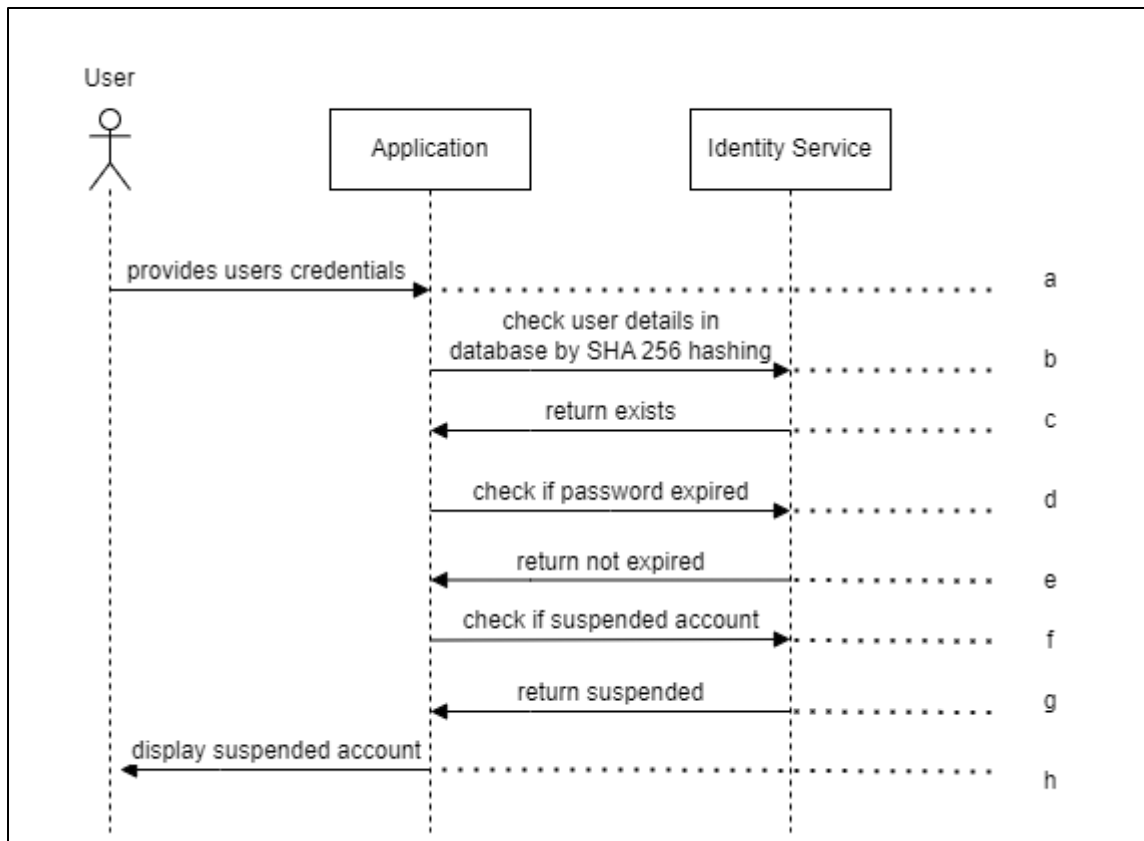 User
Application
Identity Service
provides users credentials
a
check user details in
database by SHA 256 hashing
b
return exists
c
check if password expired
d
return not expired
e
check if suspended account
f
return suspended
g
display suspended account
h